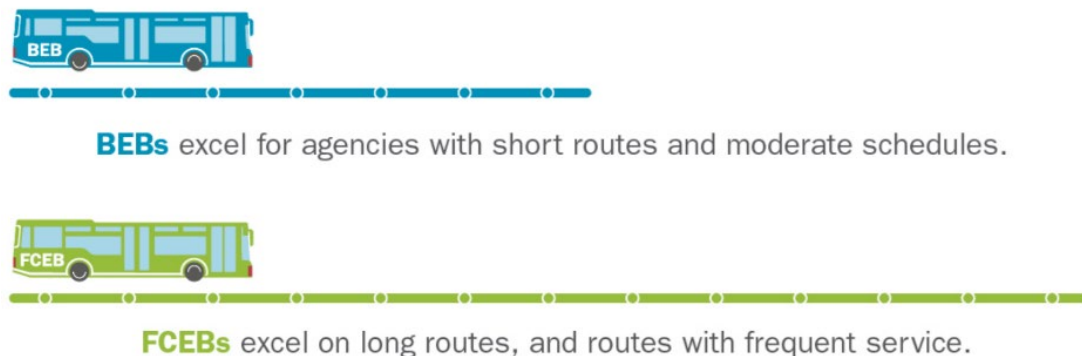 BEB
BEBs excel for agencies with short routes and moderate schedules.
FCEB
FCEBs excel on long routes, and routes with frequent service.